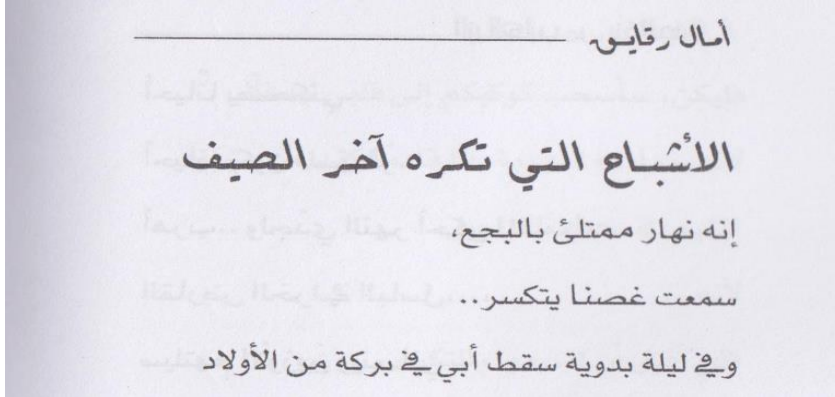 أمال رقايق
الأشباح التي تكره آخر الصيف
إنه نهار ممتلئ بالبجع،
سمعت غصنا يتكسر..
وفي ليلة بدوية سقط أبي في بركة من الأولاد